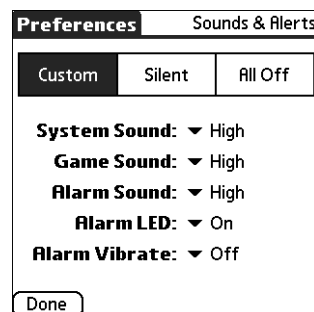 Preferences Sounds & Alerts
Custom Silent All Off
System Sound: High
Game Sound: High
Alarm Sound: High
Alarm LED: On
Alarm Vibrate: Off
Done